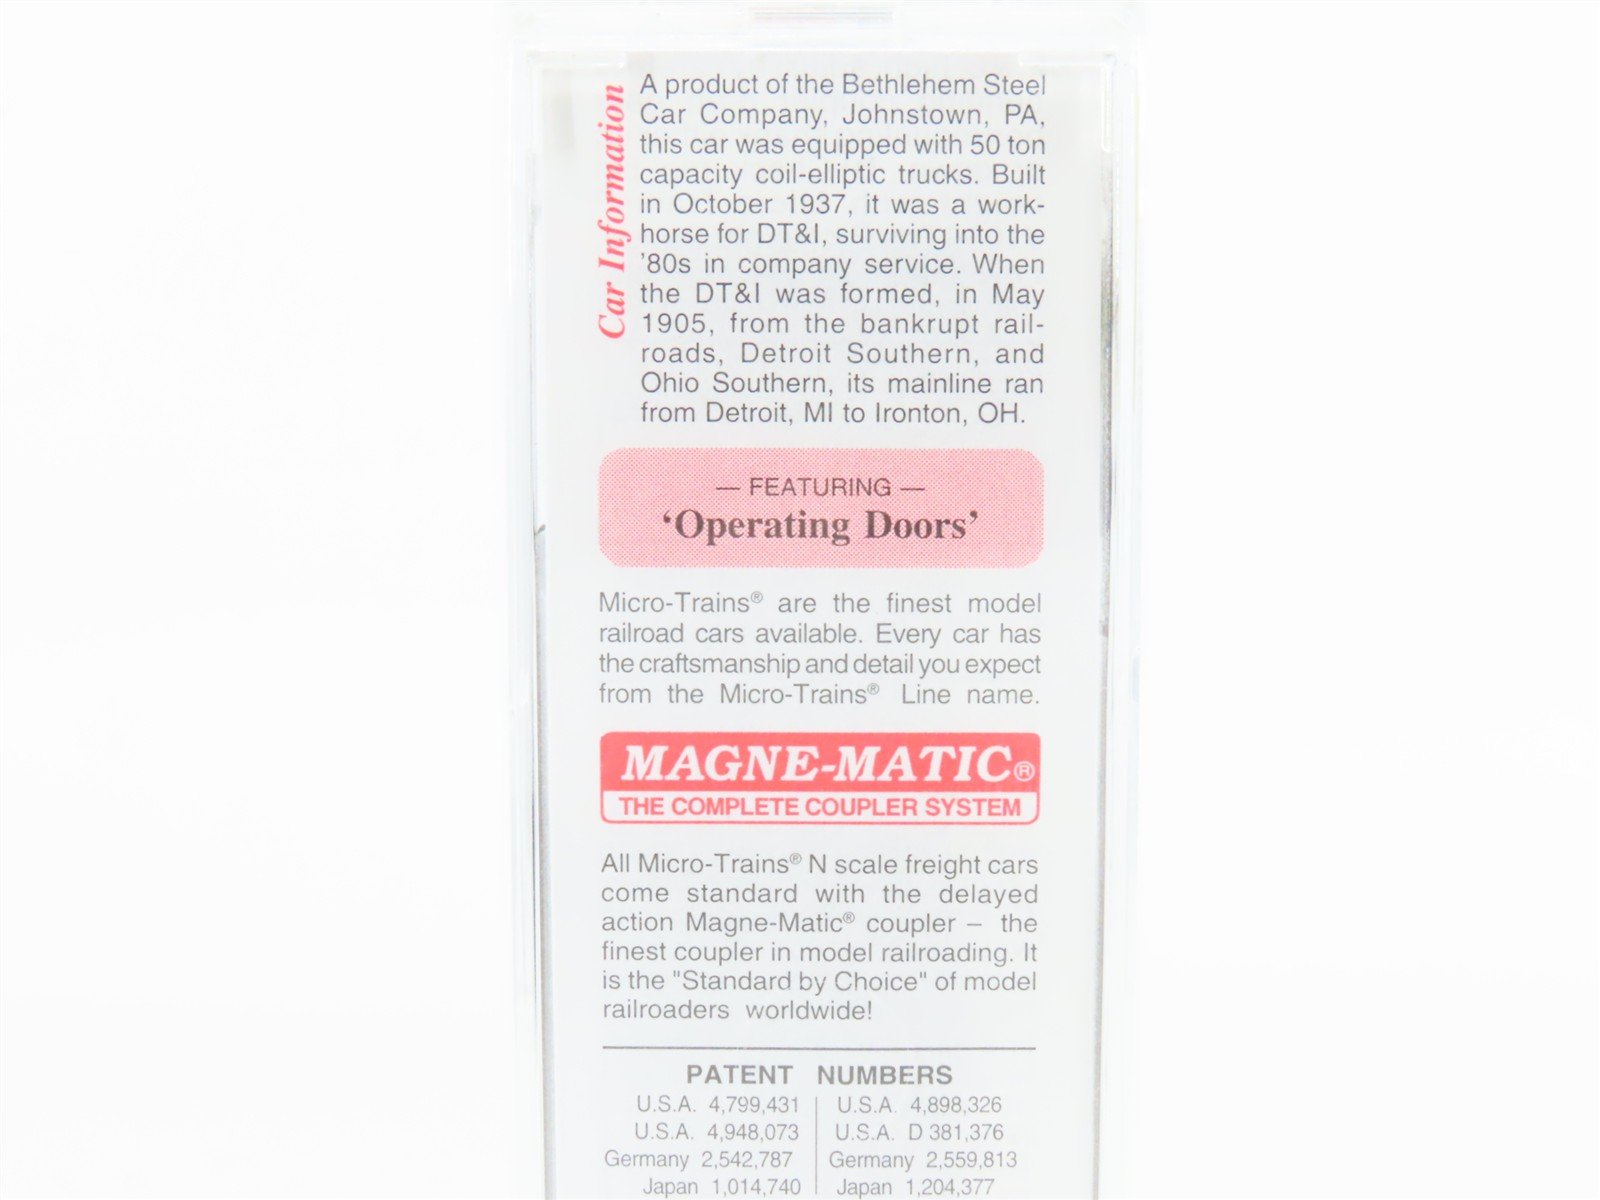 Car Information
A product of the Bethlehem Steel
Car Company, Johnstown, PA,
this car was equipped with 50 ton
capacity coil-elliptic trucks. Built
in October 1937, it was a work-
horse for DT&I, surviving into the
'80s in company service. When
the DT&I was formed, in May
1905, from the bankrupt rail-
roads, Detroit Southern, and
Ohio Southern, its mainline ran
from Detroit, MI to Ironton, OH.
— FEATURING —
‘Operating Doors’
Micro-Trains® are the finest model
railroad cars available. Every car has
the craftsmanship and detail you expect
from the Micro-Trains® Line name.
MAGNE-MATIC®
THE COMPLETE COUPLER SYSTEM
All Micro-Trains® N scale freight cars
come standard with the delayed
action Magne-Matic® coupler – the
finest coupler in model railroading. It
is the "Standard by Choice" of model
railroaders worldwide!
PATENT NUMBERS
U.S.A. 4,799,431 U.S.A. 4,898,326
U.S.A. 4,948,073 U.S.A. D 381,376
Germany 2,542,787 Germany 2,559,813
Japan 1,014,740 Japan 1,204,377